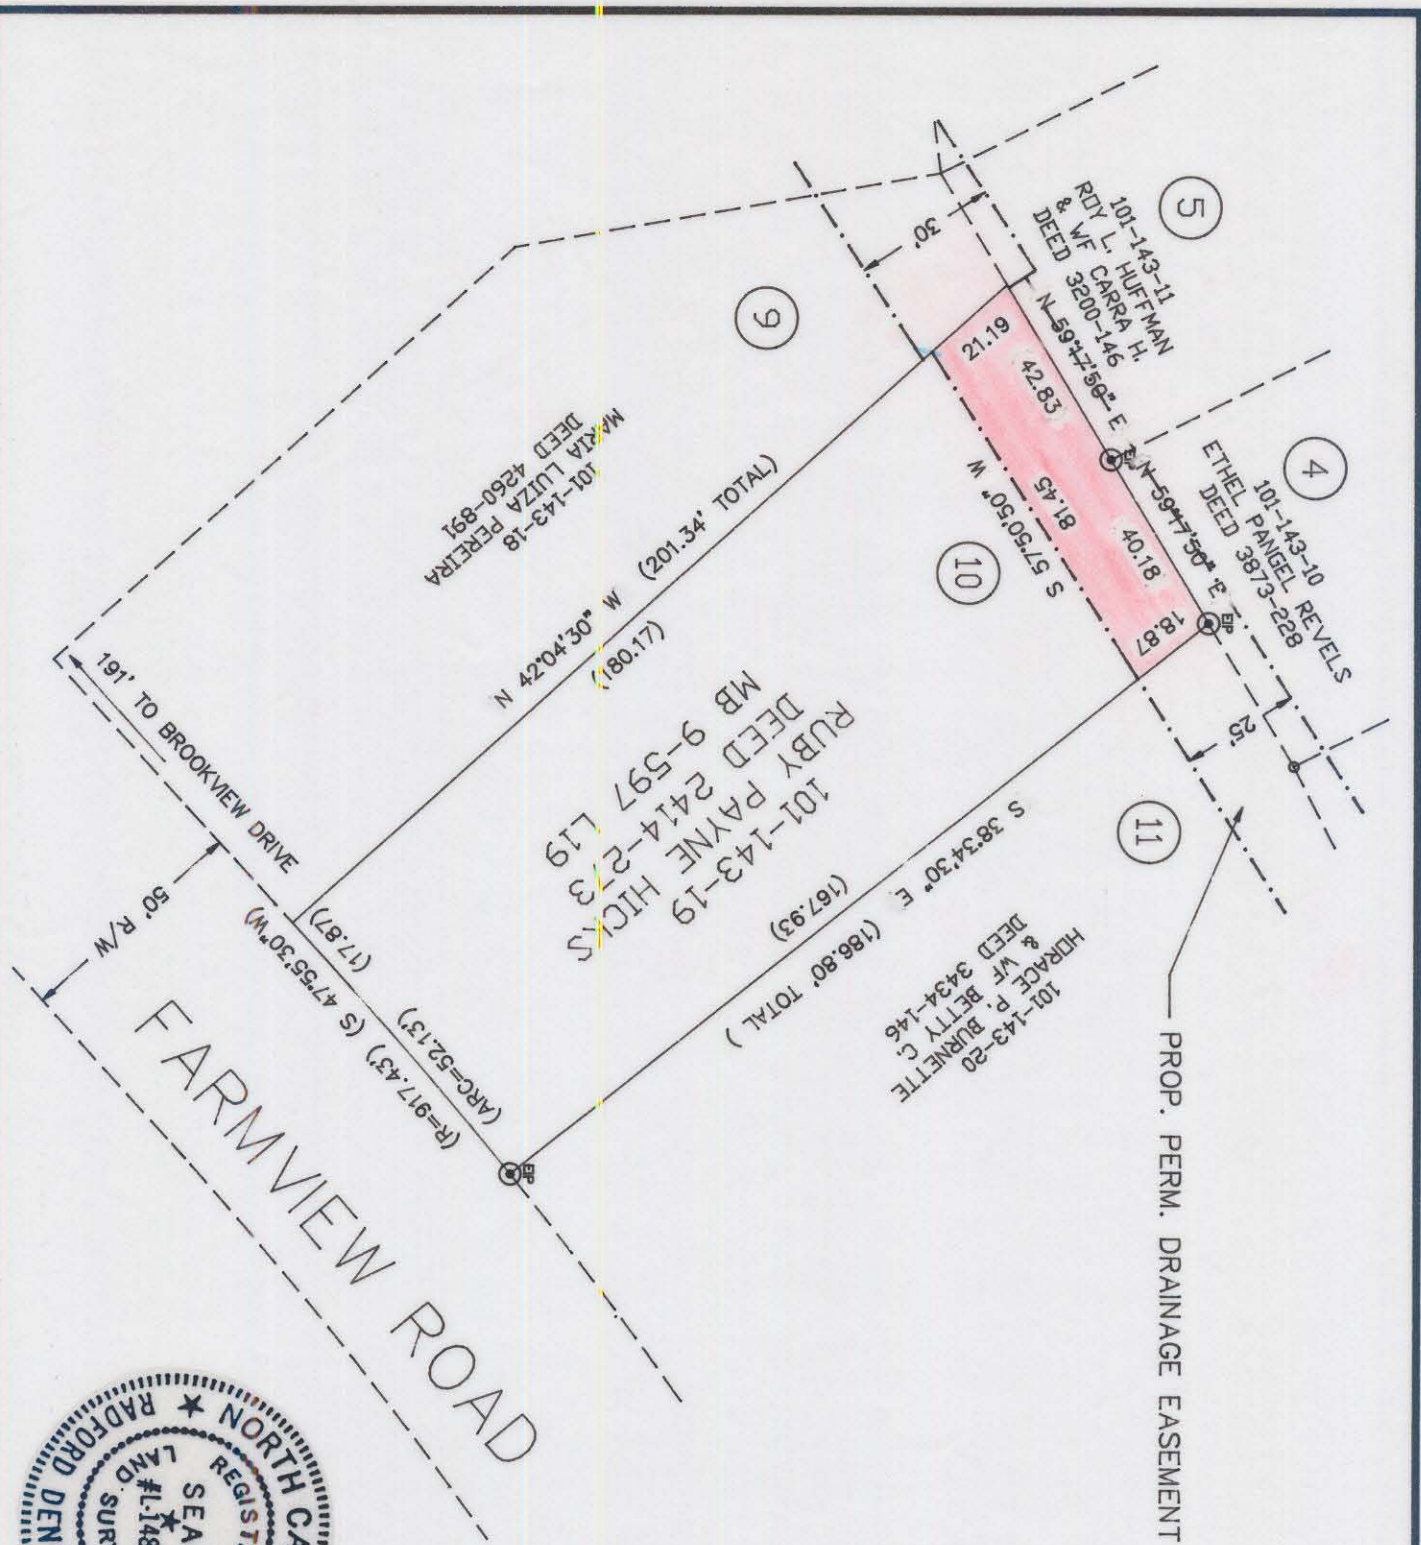 5
101-143-11
ROY L. HUFFMAN
& WF CARRA H.
DEED 3200-146
N 59°17'50" E
4
101-143-10
ETHEL PANGEL REVELS
DEED 3873-228
N 59°17'50" E
EIP
EIP
30'
21.19
42.83
40.18
81.45
18.87
S 57°50'50" W
25'
9
101-143-18
MARIA LUIZA PEREIRA
DEED 4260-891
10
101-143-19
RUBY PAYNE HICKS
DEED 2414-273
MB 9-597 L19
11
101-143-20
HORACE P. BURNETTE
& WF BETTY C.
DEED 3434-146
N 42°04'30" W (201.34' TOTAL)
(180.17)
S 38°34'30" E (186.80' TOTAL )
(167.93)
PROP. PERM. DRAINAGE EASEMENT
191' TO BROOKVIEW DRIVE
50' R/W
(17.87)
(S 47°55'30"W)
(ARC=52.13')
(R=917.43')
EIP
FARMVIEW ROAD
NORTH CA
RADFORD DEN
REGIST
LAND SUR
SEA
#L-148